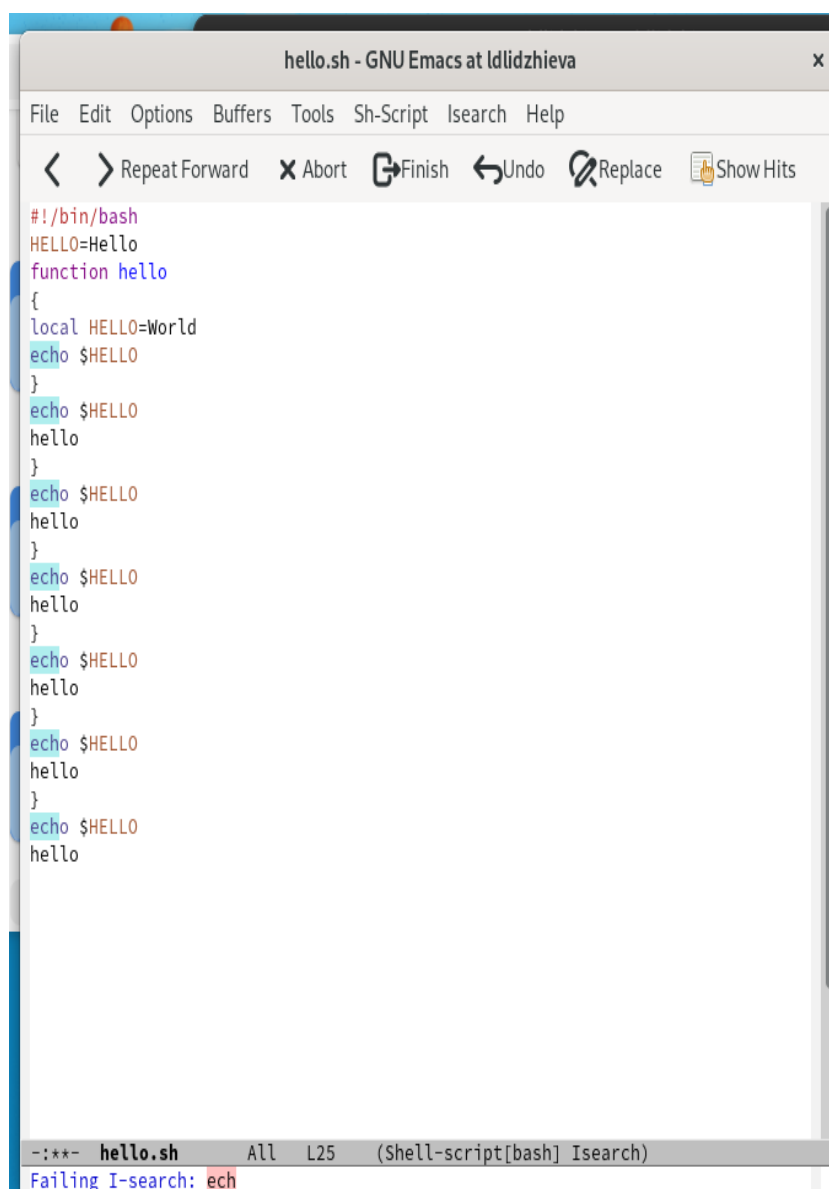 hello.sh - GNU Emacs at ldlidzhieva
File Edit Options Buffers Tools Sh-Script Isearch Help
Repeat Forward Abort Finish Undo Replace Show Hits
#!/bin/bash
HELLO=Hello
function hello
{
local HELLO=World
echo $HELLO
}
echo $HELLO
hello
}
echo $HELLO
hello
}
echo $HELLO
hello
}
echo $HELLO
hello
}
echo $HELLO
hello
}
echo $HELLO
hello
-:**- hello.sh All L25 (Shell-script[bash] Isearch)
Failing I-search: ech